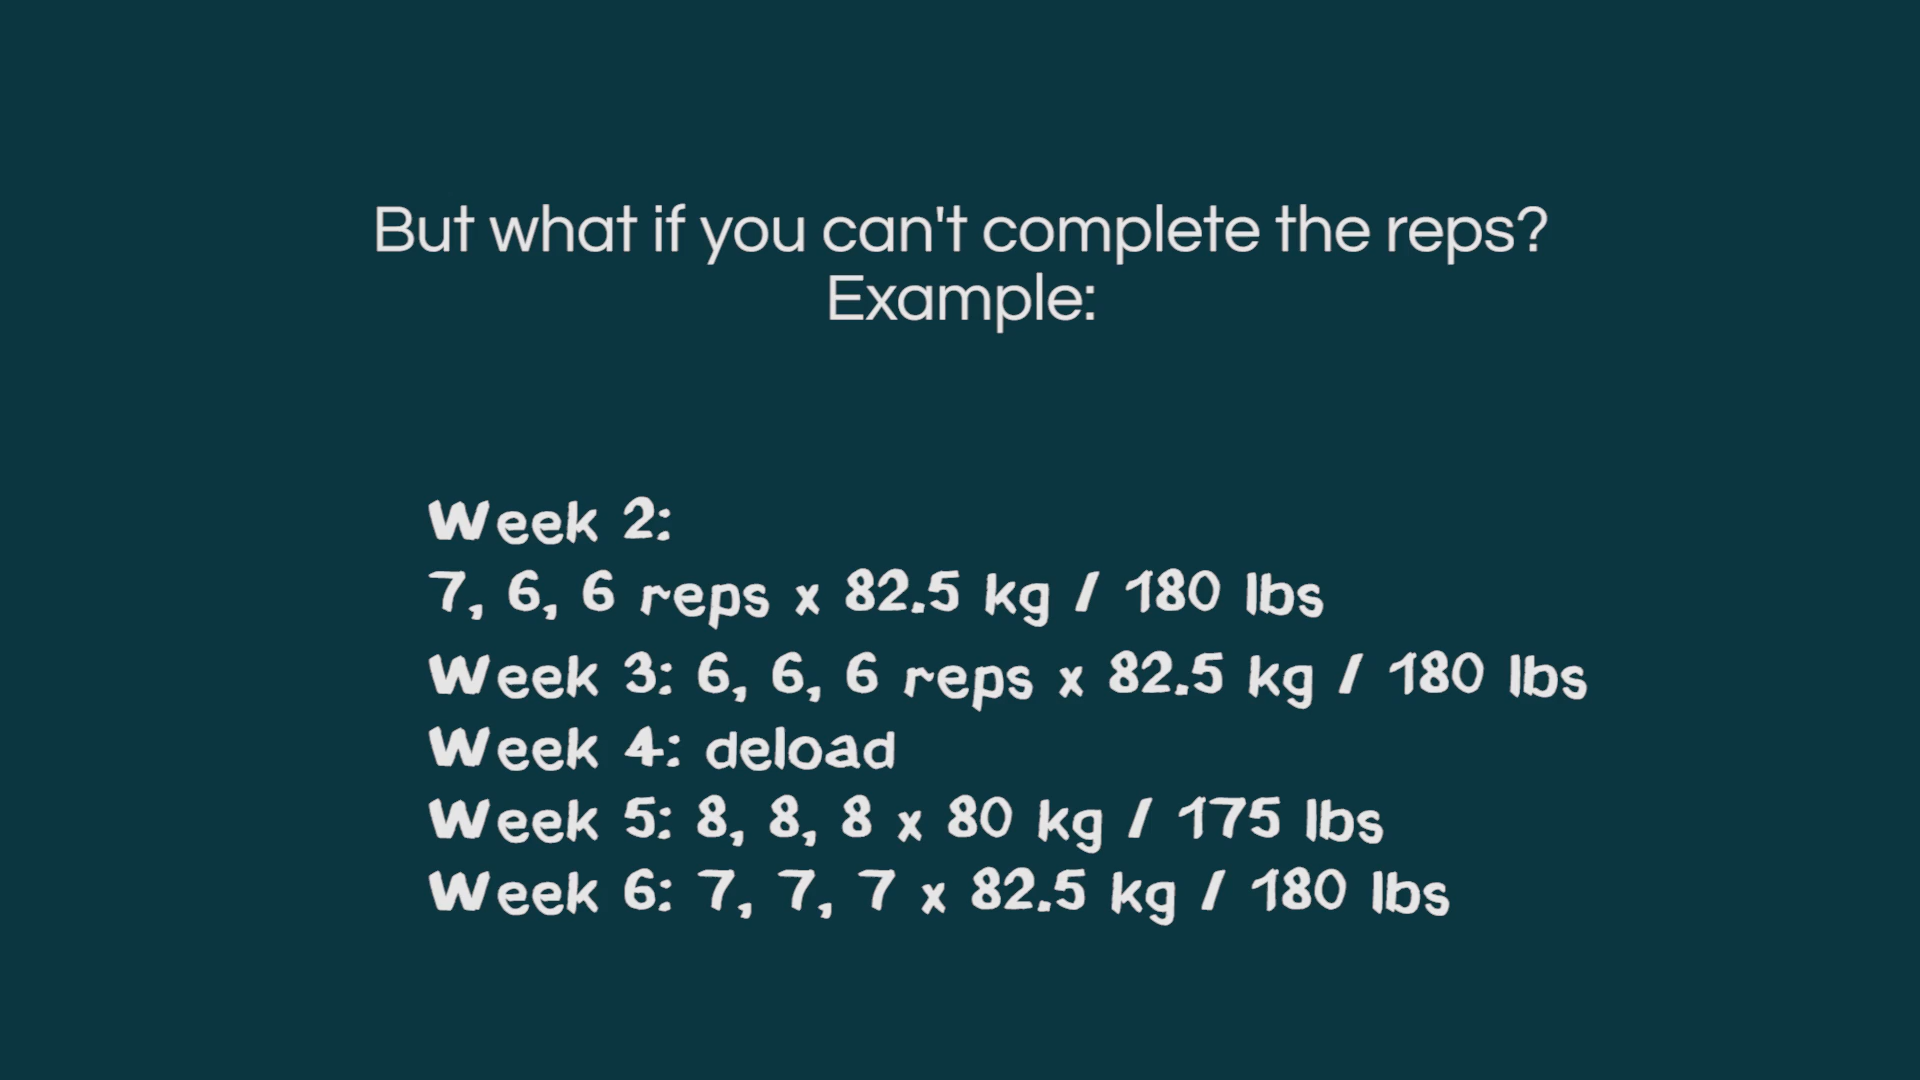 But what if you can't complete the reps?
Example:
Week 2:
7, 6, 6 reps x 82.5 kg / 180 lbs
Week 3: 6, 6, 6 reps x 82.5 kg / 180 lbs
Week 4: deload
Week 5: 8, 8, 8 x 80 kg / 175 lbs
Week 6: 7, 7, 7 x 82.5 kg / 180 lbs